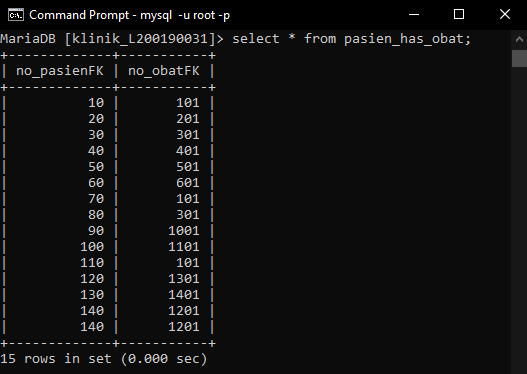 Command Prompt - mysql -u root -p
MariaDB [klinik_L200190031]> select * from pasien_has_obat;
+-------------+-----------+
| no_pasienFK | no_obatFK |
+-------------+-----------+
|          10 |       101 |
|          20 |       201 |
|          30 |       301 |
|          40 |       401 |
|          50 |       501 |
|          60 |       601 |
|          70 |       101 |
|          80 |       301 |
|          90 |      1001 |
|         100 |      1101 |
|         110 |       101 |
|         120 |      1301 |
|         130 |      1401 |
|         140 |      1201 |
|         140 |      1201 |
+-------------+-----------+
15 rows in set (0.000 sec)